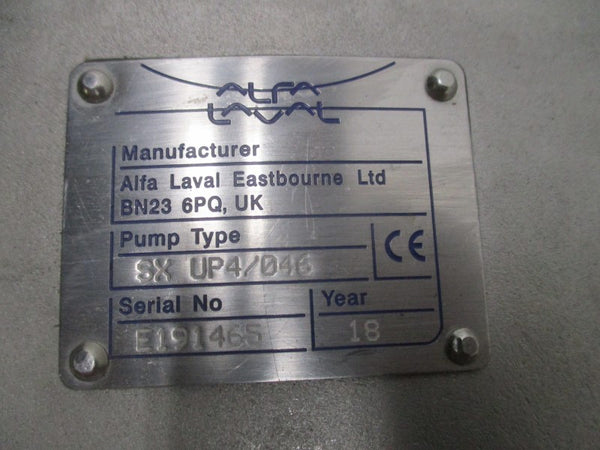 ALFA
LAVAL
Manufacturer
Alfa Laval Eastbourne Ltd
BN23 6PQ, UK
Pump Type
SX UP4/046
CE
Serial No
E191465
Year
18